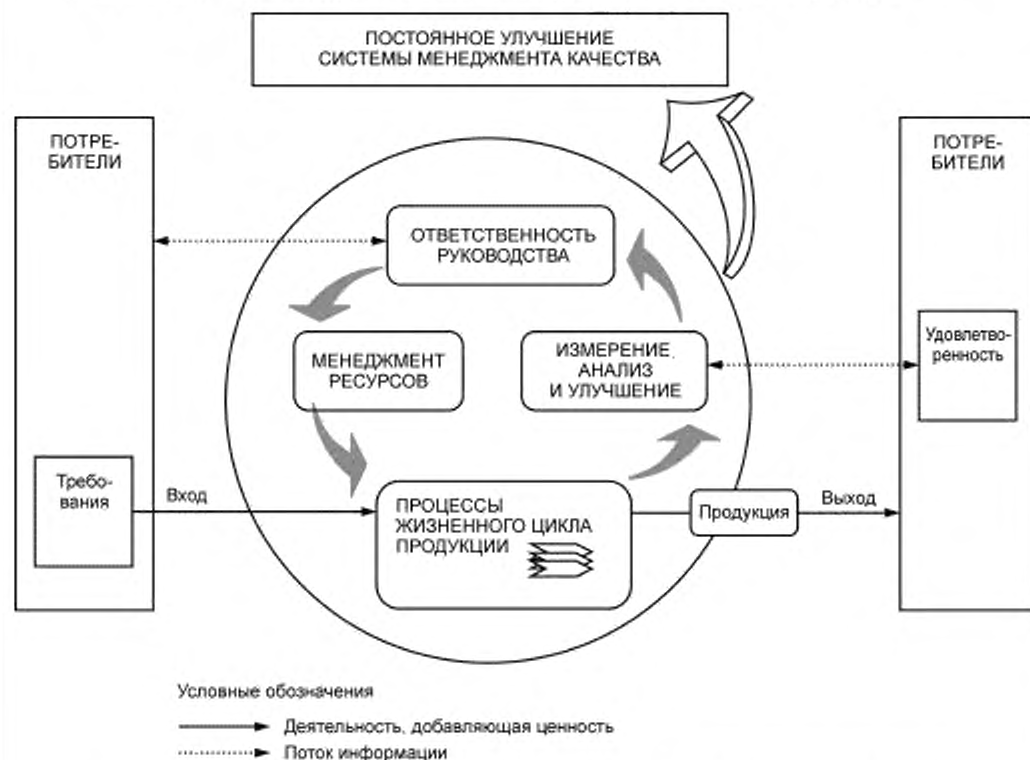 ПОСТОЯННОЕ УЛУЧШЕНИЕ
СИСТЕМЫ МЕНЕДЖМЕНТА КАЧЕСТВА
ПОТРЕ-
БИТЕЛИ
ПОТРЕ-
БИТЕЛИ
ОТВЕТСТВЕННОСТЬ
РУКОВОДСТВА
МЕНЕДЖМЕНТ
РЕСУРСОВ
ИЗМЕРЕНИЕ,
АНАЛИЗ
И УЛУЧШЕНИЕ
Удовлетво-
ренность
Требо-
вания
Вход
ПРОЦЕССЫ
ЖИЗНЕННОГО ЦИКЛА
ПРОДУКЦИИ
Продукция
Выход
Условные обозначения
Деятельность, добавляющая ценность
Поток информации